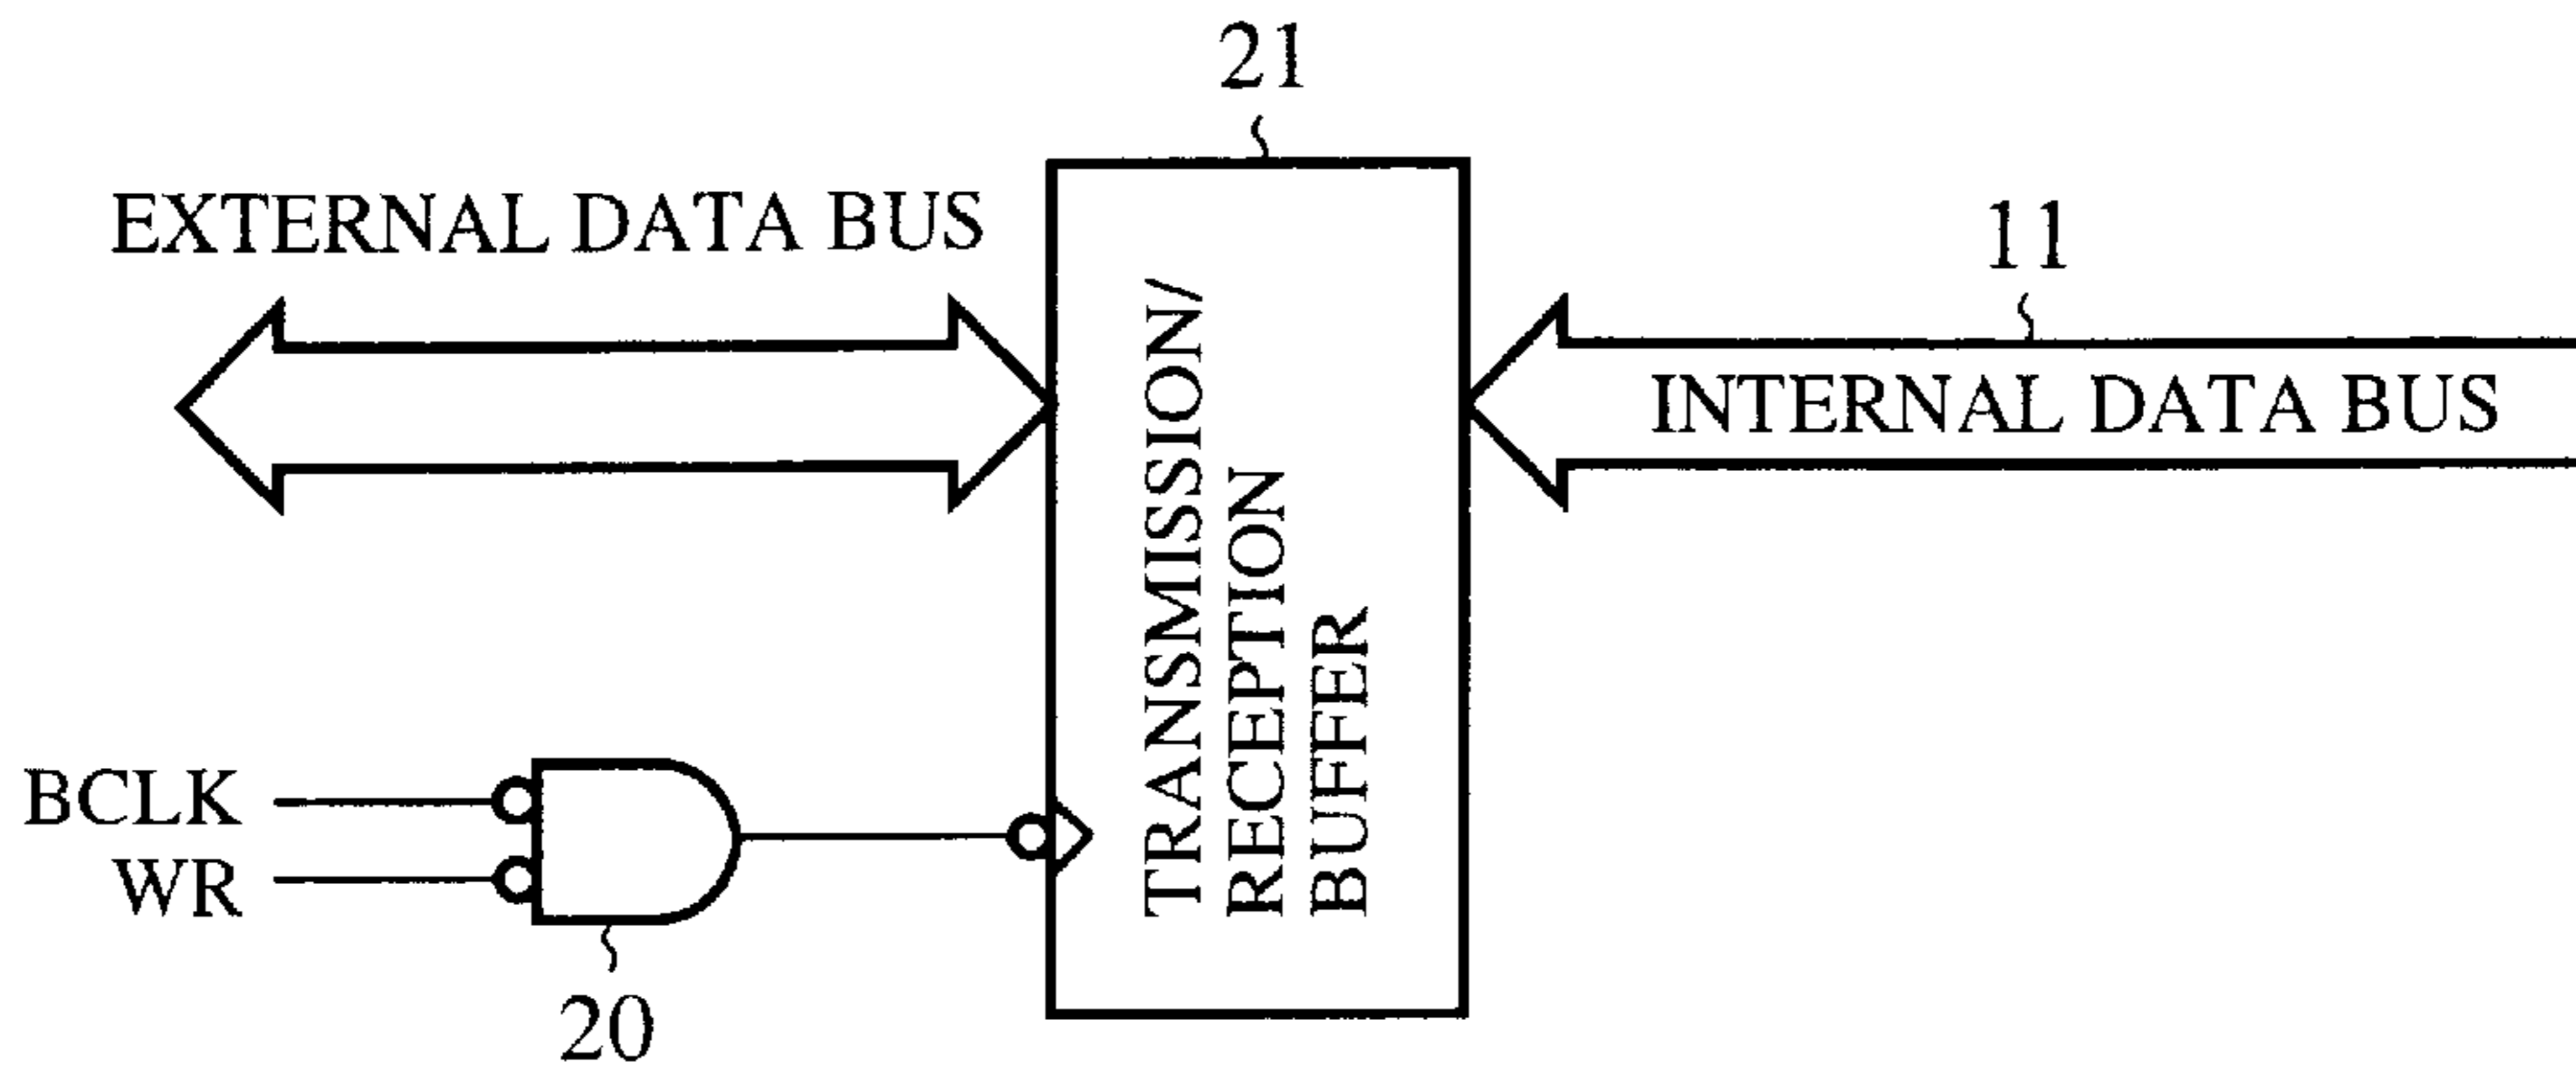 21
EXTERNAL DATA BUS
11
TRANSMISSION/
RECEPTION
BUFFER
INTERNAL DATA BUS
BCLK
WR
20